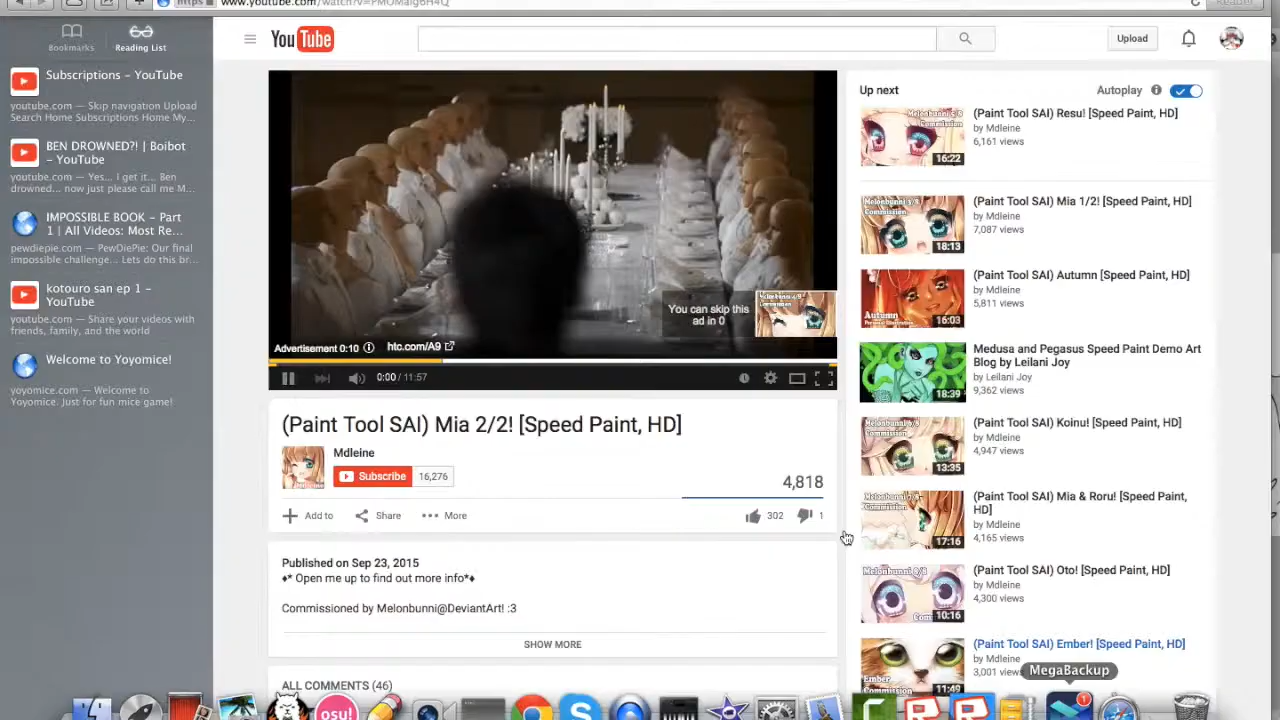 https
www.youtube.com/watch?v=PMOMaig6H4Q
Bookmarks
Reading List
Subscriptions – YouTube
youtube.com — Skip navigation Upload
Search Home Subscriptions Home My...
BEN DROWNED?! | Boibot
– YouTube
youtube.com — Yes... I get it... Ben
drowned... now just please call me M...
IMPOSSIBLE BOOK – Part
1 | All Videos: Most Re...
pewdiepie.com — PewDiePie: Our final
impossible challenge... Lets do this br...
kotouro san ep 1 –
YouTube
youtube.com — Share your videos with
friends, family, and the world
Welcome to Yoyomice!
yoyomice.com — Welcome to
Yoyomice. Just for fun mice game!
YouTube
Upload
You can skip this
ad in 0
Advertisement 0:10
htc.com/A9
0:00 / 11:57
(Paint Tool SAI) Mia 2/2! [Speed Paint, HD]
Mdleine
Subscribe
16,276
4,818
Add to
Share
More
302
1
Published on Sep 23, 2015
♦* Open me up to find out more info*♦
Commissioned by Melonbunni@DeviantArt! :3
SHOW MORE
ALL COMMENTS (46)
Up next
Autoplay
(Paint Tool SAI) Resu! [Speed Paint, HD]
by Mdleine
6,161 views
16:22
(Paint Tool SAI) Mia 1/2! [Speed Paint, HD]
by Mdleine
7,087 views
18:13
(Paint Tool SAI) Autumn [Speed Paint, HD]
by Mdleine
5,811 views
Autumn
16:03
Medusa and Pegasus Speed Paint Demo Art
Blog by Leilani Joy
by Leilani Joy
9,362 views
18:39
(Paint Tool SAI) Koinu! [Speed Paint, HD]
by Mdleine
4,947 views
13:35
(Paint Tool SAI) Mia & Roru! [Speed Paint,
HD]
by Mdleine
4,165 views
17:16
(Paint Tool SAI) Oto! [Speed Paint, HD]
by Mdleine
4,300 views
10:16
(Paint Tool SAI) Ember! [Speed Paint, HD]
by Mdleine
3,001 views
Ember
11:49
MegaBackup
osu!
1